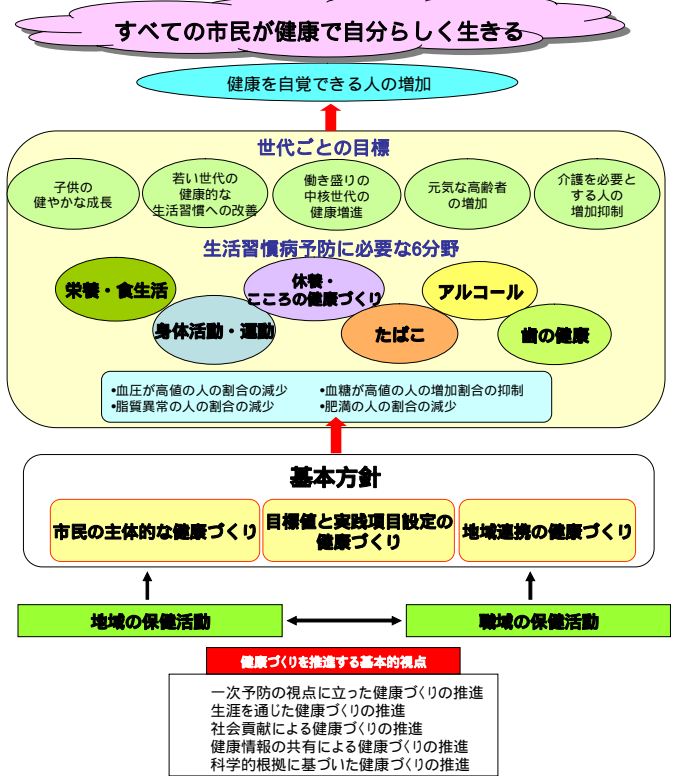 すべての市民が健康で自分らしく生きる
健康を自覚できる人の増加
世代ごとの目標
子供の
健やかな成長
若い世代の
健康的な
生活習慣への改善
働き盛りの
中核世代の
健康増進
元気な高齢者
の増加
介護を必要と
する人の
増加抑制
生活習慣病予防に必要な6分野
栄養・食生活
身体活動・運動
休養・
こころの健康づくり
たばこ
アルコール
歯の健康
•血圧が高値の人の割合の減少
•血糖が高値の人の増加割合の抑制
•脂質異常の人の割合の減少
•肥満の人の割合の減少
基本方針
市民の主体的な健康づくり
目標値と実践項目設定の
健康づくり
地域連携の健康づくり
地域の保健活動
職域の保健活動
健康づくりを推進する基本的視点
一次予防の視点に立った健康づくりの推進
生涯を通じた健康づくりの推進
社会貢献による健康づくりの推進
健康情報の共有による健康づくりの推進
科学的根拠に基づいた健康づくりの推進